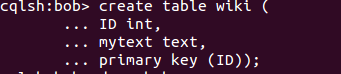 cqlsh:bob> create table wiki (
... ID int,
... mytext text,
... primary key (ID));